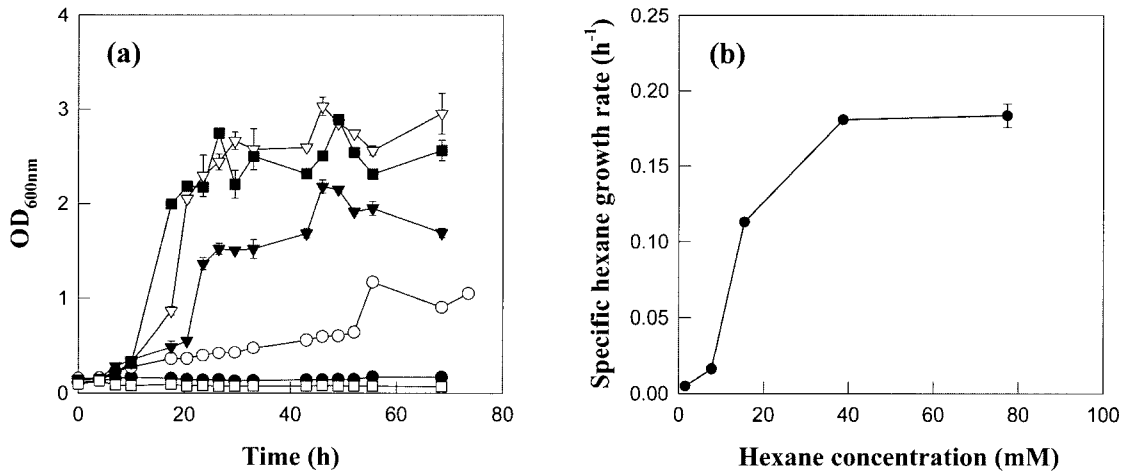 (a)
OD600nm
4
3
2
1
0
0 20 40 60 80
Time (h)
(b)
Specific hexane growth rate (h-1)
0.25
0.20
0.15
0.10
0.05
0.00
0 20 40 60 80 100
Hexane concentration (mM)